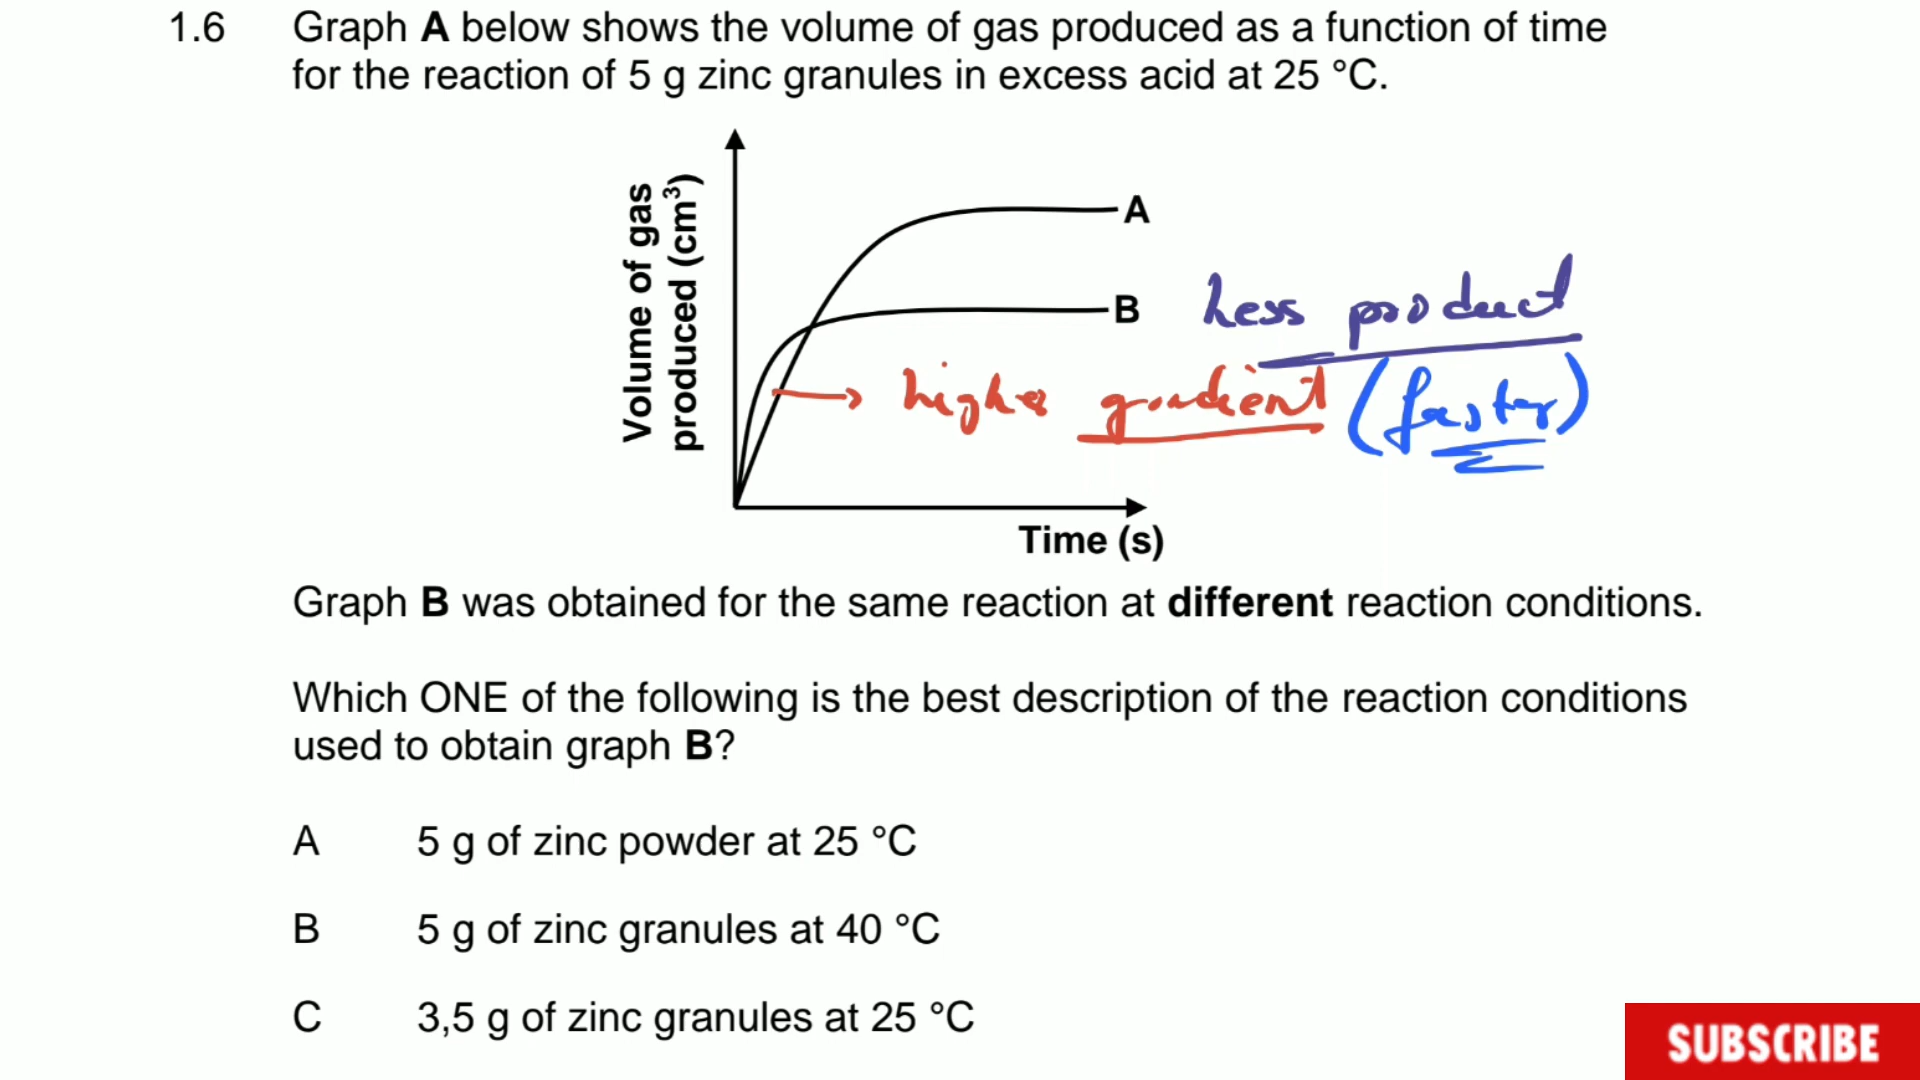 1.6 Graph A below shows the volume of gas produced as a function of time
for the reaction of 5 g zinc granules in excess acid at 25 °C.
Volume of gas
produced (cm³)
A
B
Less product
higher gradient (faster)
Time (s)
Graph B was obtained for the same reaction at different reaction conditions.
Which ONE of the following is the best description of the reaction conditions
used to obtain graph B?
A 5 g of zinc powder at 25 °C
B 5 g of zinc granules at 40 °C
C 3,5 g of zinc granules at 25 °C
SUBSCRIBE